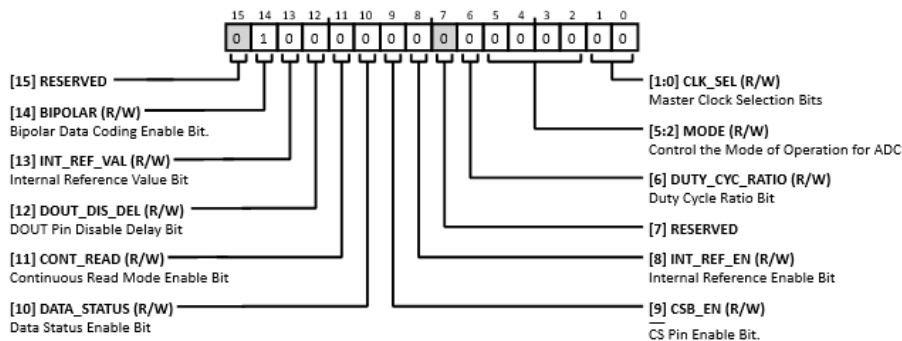 15 14 13 12 11 10 9 8 7 6 5 4 3 2 1 0
0 1 0 0 0 0 0 0 0 0 0 0 0 0 0 0
[15] RESERVED
[14] BIPOLAR (R/W)
Bipolar Data Coding Enable Bit.
[13] INT_REF_VAL (R/W)
Internal Reference Value Bit
[12] DOUT_DIS_DEL (R/W)
DOUT Pin Disable Delay Bit
[11] CONT_READ (R/W)
Continuous Read Mode Enable Bit
[10] DATA_STATUS (R/W)
Data Status Enable Bit
[1:0] CLK_SEL (R/W)
Master Clock Selection Bits
[5:2] MODE (R/W)
Control the Mode of Operation for ADC
[6] DUTY_CYC_RATIO (R/W)
Duty Cycle Ratio Bit
[7] RESERVED
[8] INT_REF_EN (R/W)
Internal Reference Enable Bit
[9] CSB_EN (R/W)
C̅S̅ Pin Enable Bit.